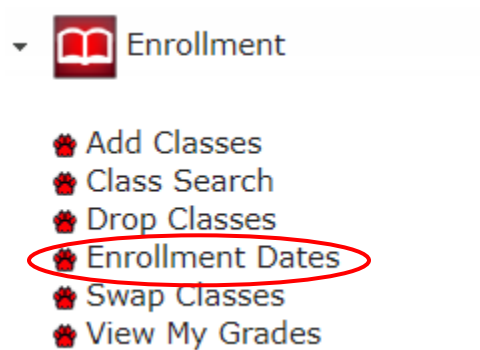 Enrollment
Add Classes
Class Search
Drop Classes
Enrollment Dates
Swap Classes
View My Grades